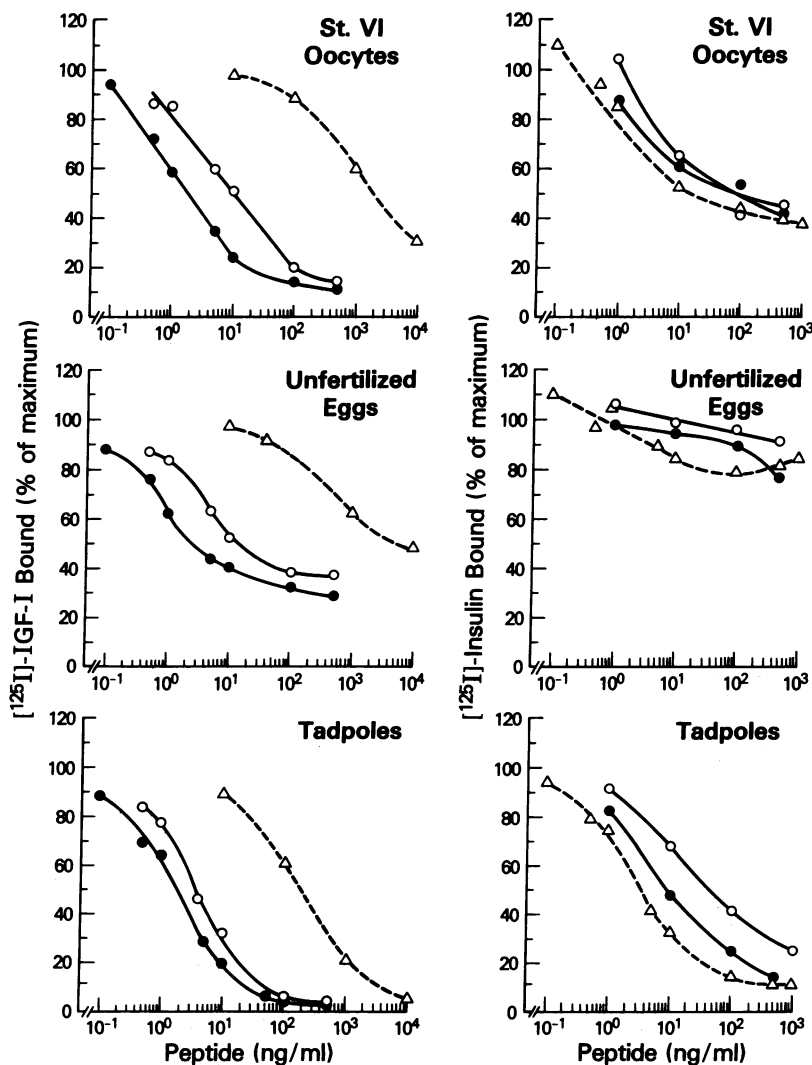 St. VI
Oocytes
120
100
80
60
40
20
0
10⁻¹ 10⁰ 10¹ 10² 10³ 10⁴
St. VI
Oocytes
120
100
80
60
40
20
0
10⁻¹ 10⁰ 10¹ 10² 10³
[¹²⁵I]-IGF-I Bound (% of maximum)
Unfertilized
Eggs
120
100
80
60
40
20
0
10⁻¹ 10⁰ 10¹ 10² 10³ 10⁴
[¹²⁵I]-Insulin Bound (% of maximum)
Unfertilized
Eggs
120
100
80
60
40
20
0
10⁻¹ 10⁰ 10¹ 10² 10³
Tadpoles
120
100
80
60
40
20
0
10⁻¹ 10⁰ 10¹ 10² 10³ 10⁴
Peptide (ng/ml)
Tadpoles
120
100
80
60
40
20
0
10⁻¹ 10⁰ 10¹ 10² 10³
Peptide (ng/ml)